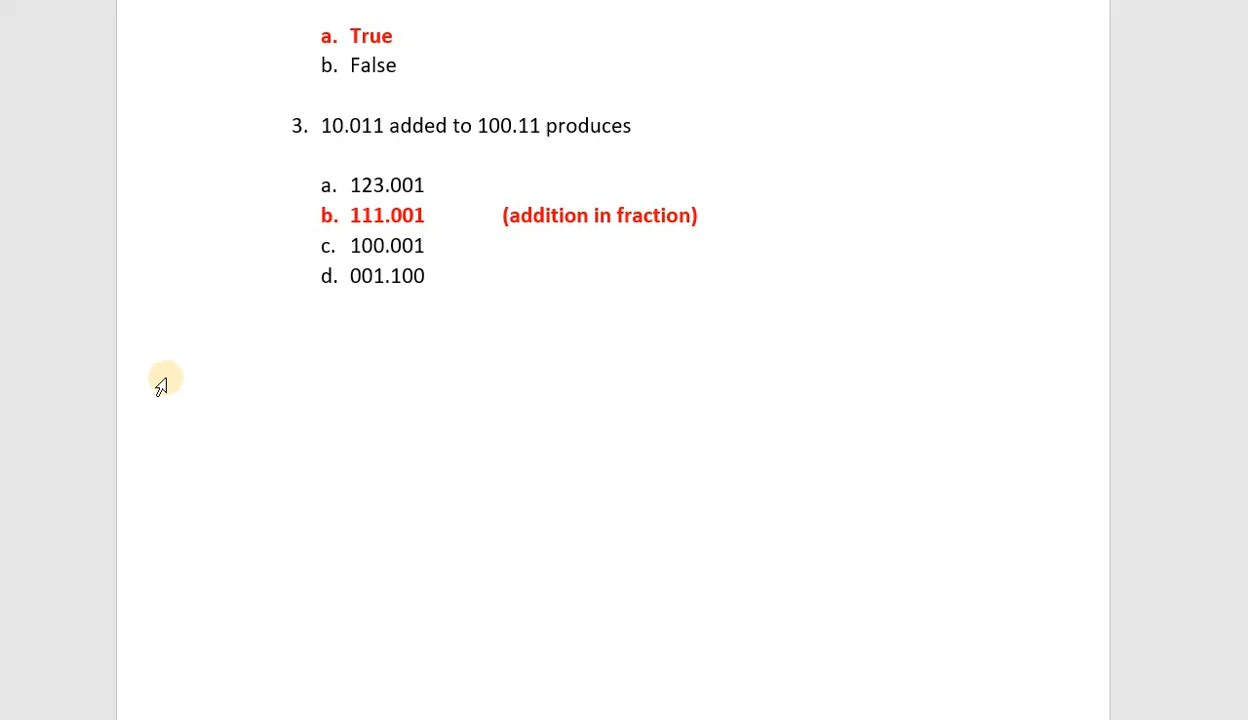 a. True
b. False
3. 10.011 added to 100.11 produces
a. 123.001
b. 111.001 (addition in fraction)
c. 100.001
d. 001.100